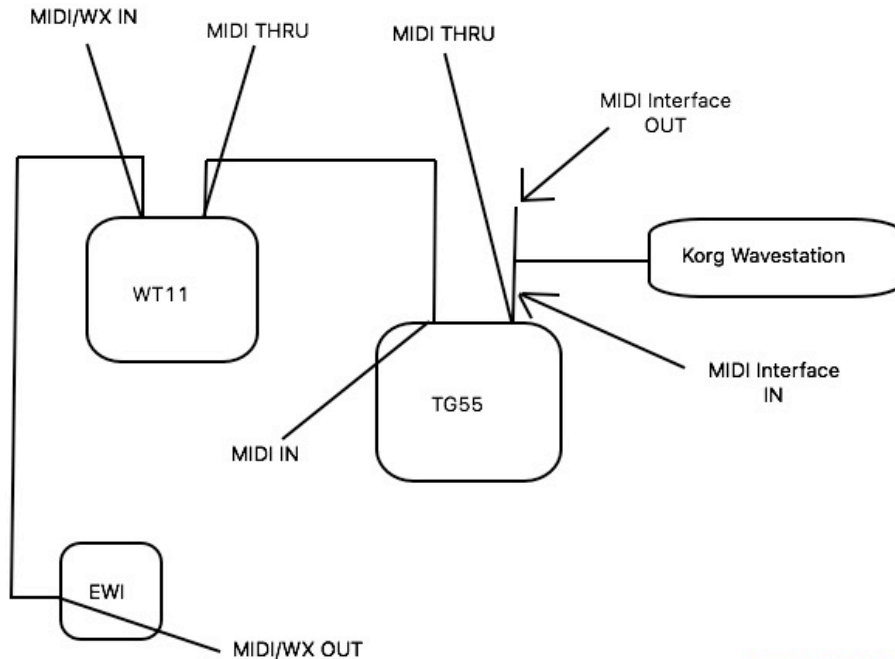 MIDI/WX IN
MIDI THRU
MIDI THRU
MIDI Interface
OUT
Korg Wavestation
WT11
MIDI Interface
IN
TG55
MIDI IN
EWI
MIDI/WX OUT